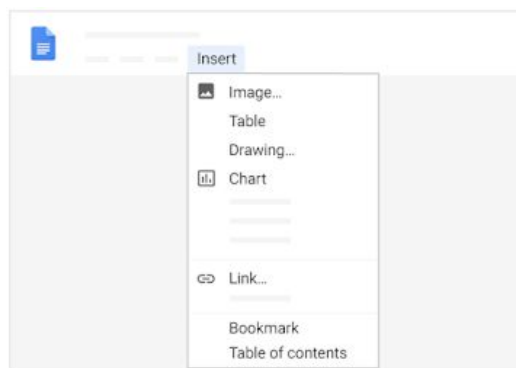 Insert
Image...
Table
Drawing...
Chart
Link...
Bookmark
Table of contents